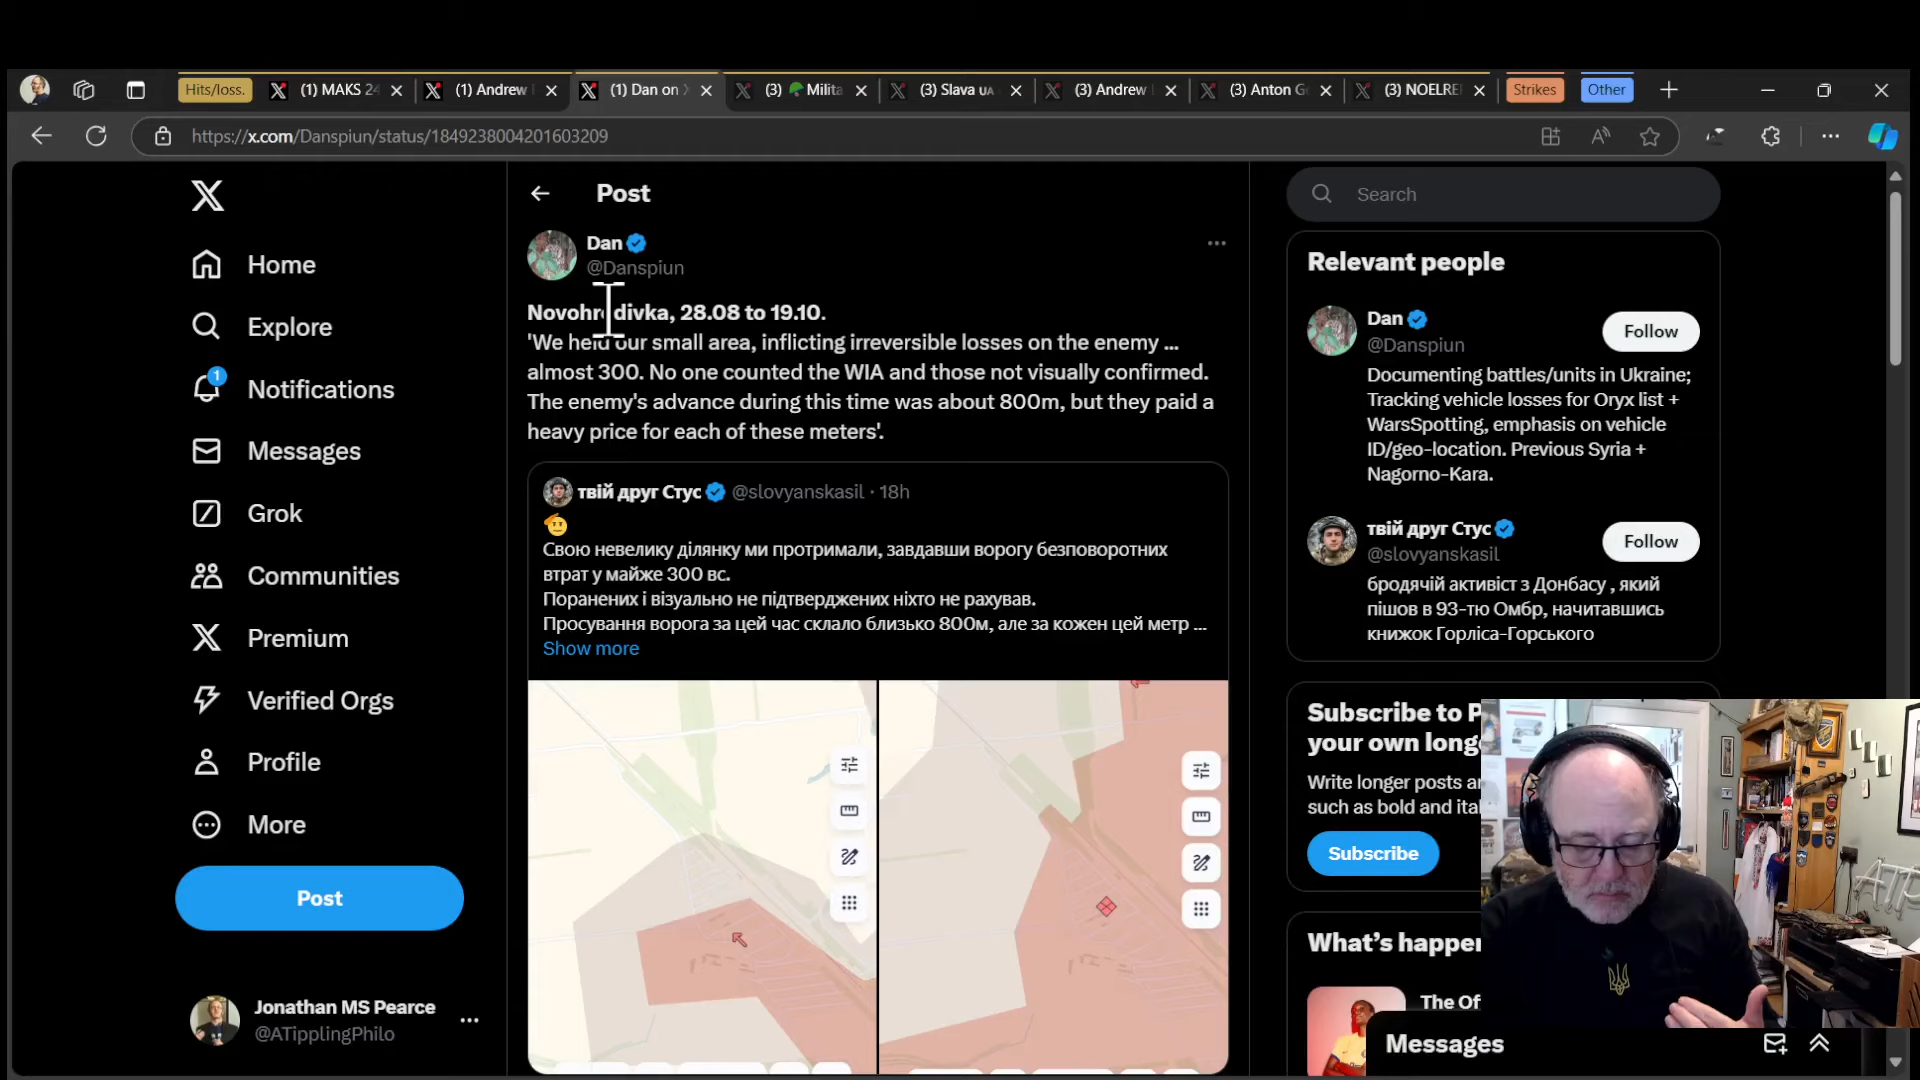 Hits/loss.
(1) MAKS 24
(1) Andrew
(1) Dan on X
(3) Milita
(3) Slava UA
(3) Andrew
(3) Anton G
(3) NOELRE
Strikes
Other
https://x.com/Danspiun/status/1849238004201603209
Home
Explore
1
Notifications
Messages
Grok
Communities
Premium
Verified Orgs
Profile
More
Post
Jonathan MS Pearce
@ATipplingPhilo
Post
Dan
@Danspiun
Novohrodivka, 28.08 to 19.10.
'We held our small area, inflicting irreversible losses on the enemy ...
almost 300. No one counted the WIA and those not visually confirmed.
The enemy's advance during this time was about 800m, but they paid a
heavy price for each of these meters'.
твій друг Стус @slovyanskasil · 18h
Свою невелику ділянку ми протримали, завдавши ворогу безповоротних
втрат у майже 300 вс.
Поранених і візуально не підтверджених ніхто не рахував.
Просування ворога за цей час склало близько 800м, але за кожен цей метр ...
Show more
Search
Relevant people
Dan
@Danspiun
Follow
Documenting battles/units in Ukraine;
Tracking vehicle losses for Oryx list +
WarsSpotting, emphasis on vehicle
ID/geo-location. Previous Syria +
Nagorno-Kara.
твій друг Стус
@slovyanskasil
Follow
бродячій активіст з Донбасу , який
пішов в 93-тю Омбр, начитавшись
книжок Горліса-Горського
Subscribe to P
your own long
Write longer posts a
such as bold and ital
Subscribe
What's happe
The Of
Messages